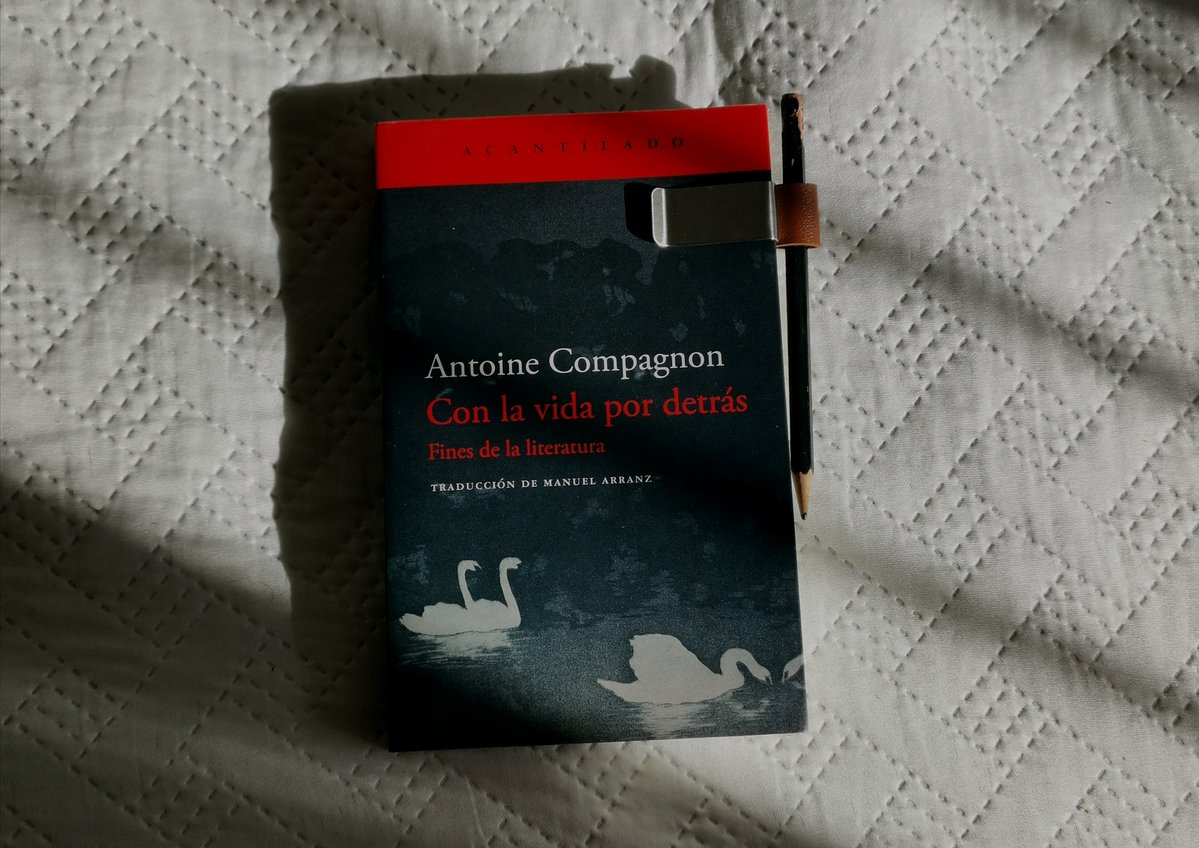 ACANTILADO
Antoine Compagnon
Con la vida por detrás
Fines de la literatura
TRADUCCIÓN DE MANUEL ARRANZ